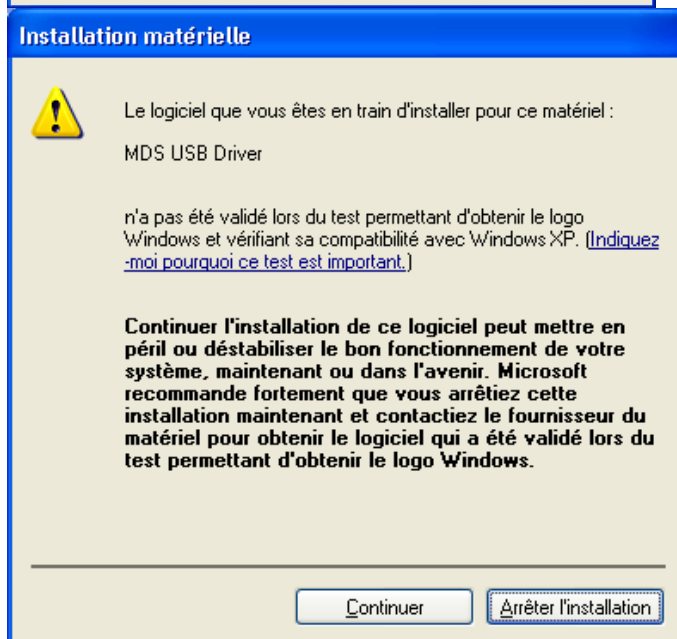 Installation matérielle
Le logiciel que vous êtes en train d'installer pour ce matériel :
MDS USB Driver
n'a pas été validé lors du test permettant d'obtenir le logo
Windows et vérifiant sa compatibilité avec Windows XP. (Indiquez
-moi pourquoi ce test est important.)
Continuer l'installation de ce logiciel peut mettre en
péril ou déstabiliser le bon fonctionnement de votre
système, maintenant ou dans l'avenir. Microsoft
recommande fortement que vous arrêtiez cette
installation maintenant et contactiez le fournisseur du
matériel pour obtenir le logiciel qui a été validé lors du
test permettant d'obtenir le logo Windows.
Continuer
Arrêter l'installation